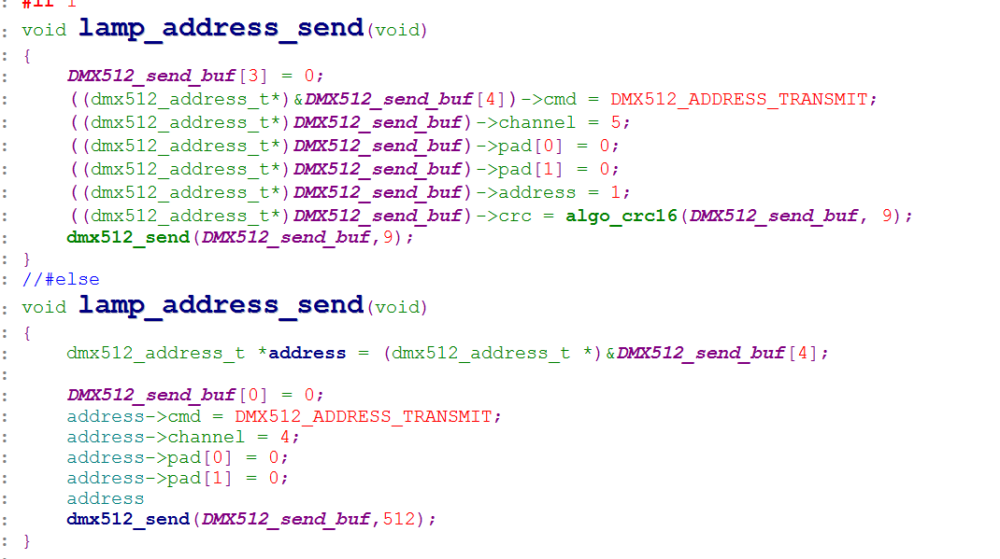 #if 1
: void lamp_address_send(void)
: {
:     DMX512_send_buf[3] = 0;
:     ((dmx512_address_t*)&DMX512_send_buf[4])->cmd = DMX512_ADDRESS_TRANSMIT;
:     ((dmx512_address_t*)DMX512_send_buf)->channel = 5;
:     ((dmx512_address_t*)DMX512_send_buf)->pad[0] = 0;
:     ((dmx512_address_t*)DMX512_send_buf)->pad[1] = 0;
:     ((dmx512_address_t*)DMX512_send_buf)->address = 1;
:     ((dmx512_address_t*)DMX512_send_buf)->crc = algo_crc16(DMX512_send_buf, 9);
:     dmx512_send(DMX512_send_buf,9);
: }
: //#else
: void lamp_address_send(void)
: {
:     dmx512_address_t *address = (dmx512_address_t *)&DMX512_send_buf[4];
:
:     DMX512_send_buf[0] = 0;
:     address->cmd = DMX512_ADDRESS_TRANSMIT;
:     address->channel = 4;
:     address->pad[0] = 0;
:     address->pad[1] = 0;
:     address
:     dmx512_send(DMX512_send_buf,512);
: }